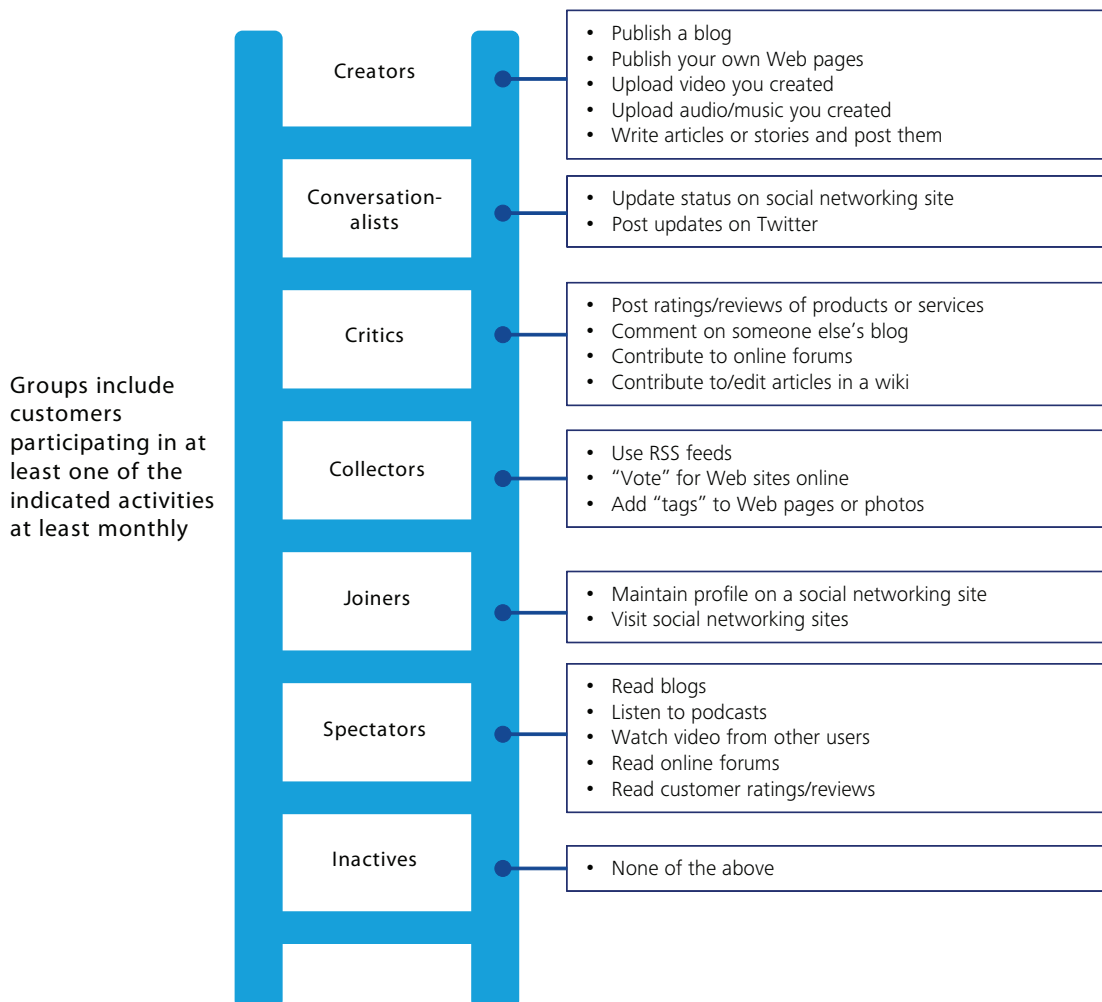 Groups include
customers
participating in at
least one of the
indicated activities
at least monthly
Creators
• Publish a blog
• Publish your own Web pages
• Upload video you created
• Upload audio/music you created
• Write articles or stories and post them
Conversation-
alists
• Update status on social networking site
• Post updates on Twitter
Critics
• Post ratings/reviews of products or services
• Comment on someone else’s blog
• Contribute to online forums
• Contribute to/edit articles in a wiki
Collectors
• Use RSS feeds
• “Vote” for Web sites online
• Add “tags” to Web pages or photos
Joiners
• Maintain profile on a social networking site
• Visit social networking sites
Spectators
• Read blogs
• Listen to podcasts
• Watch video from other users
• Read online forums
• Read customer ratings/reviews
Inactives
• None of the above